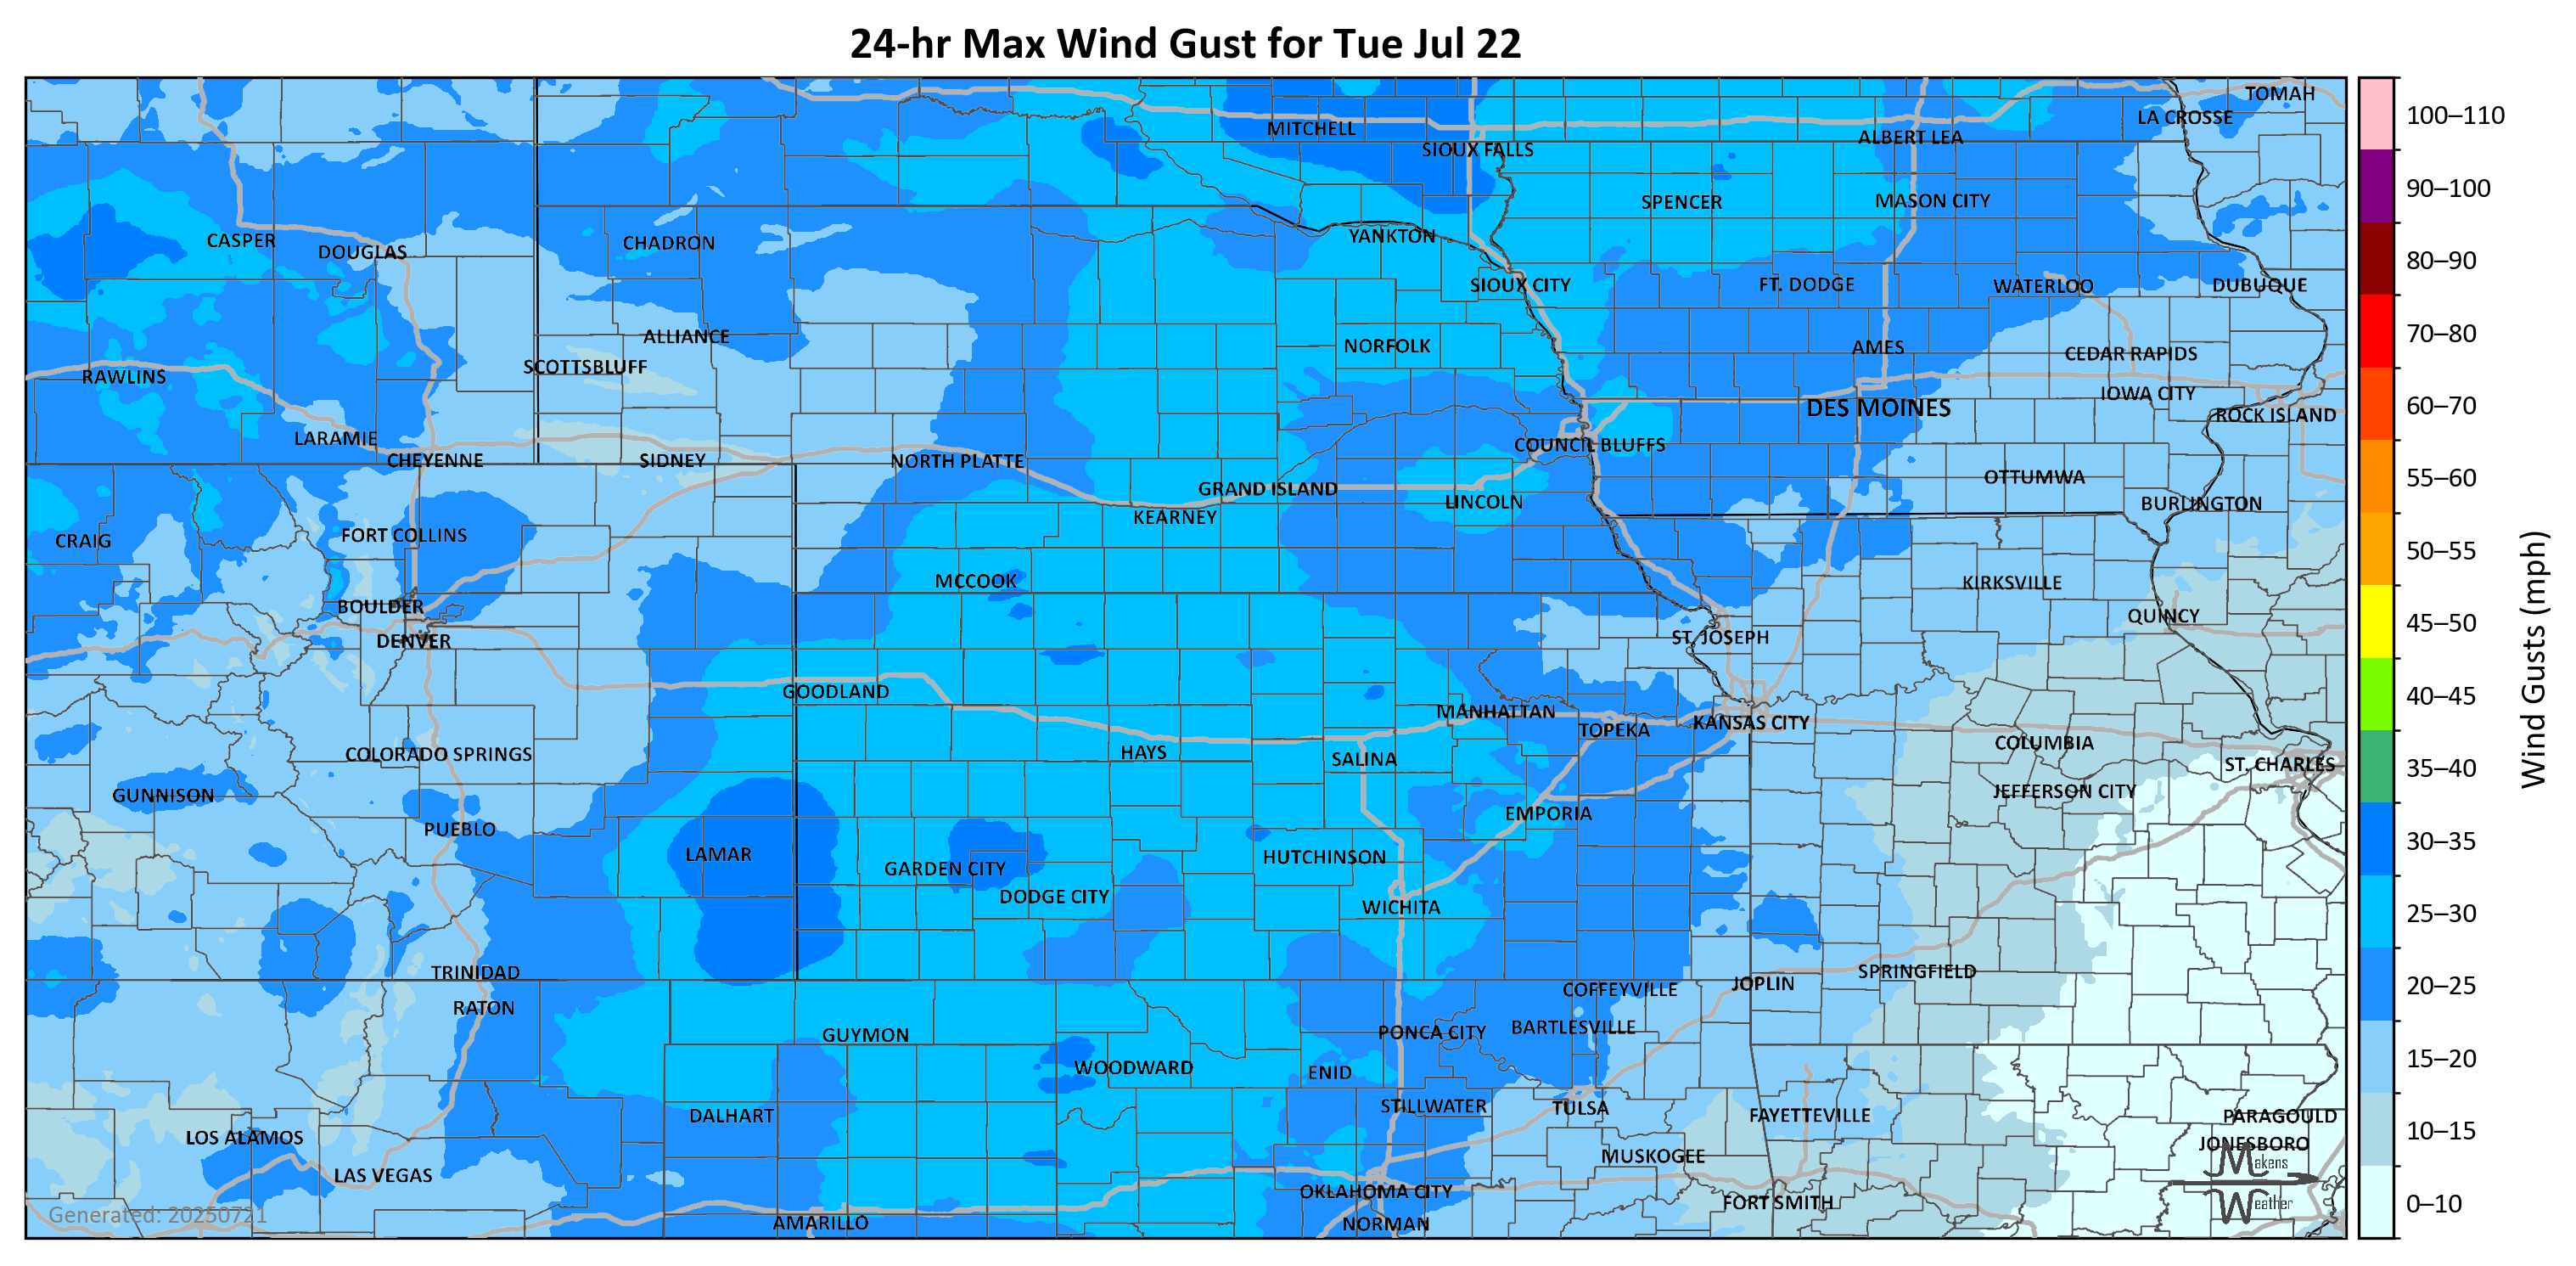 24-hr Max Wind Gust for Tue Jul 22
TOMAH
LA CROSSE
MITCHELL
ALBERT LEA
SIOUX FALLS
SPENCER
MASON CITY
CASPER
DOUGLAS
CHADRON
YANKTON
SIOUX CITY
FT. DODGE
WATERLOO
DUBUQUE
ALLIANCE
NORFOLK
AMES
CEDAR RAPIDS
SCOTTSBLUFF
RAWLINS
IOWA CITY
DES MOINES
ROCK ISLAND
LARAMIE
COUNCIL BLUFFS
CHEYENNE
SIDNEY
NORTH PLATTE
OTTUMWA
GRAND ISLAND
LINCOLN
BURLINGTON
KEARNEY
FORT COLLINS
CRAIG
MCCOOK
KIRKSVILLE
BOULDER
QUINCY
DENVER
ST. JOSEPH
GOODLAND
MANHATTAN
KANSAS CITY
TOPEKA
COLUMBIA
COLORADO SPRINGS
HAYS
SALINA
ST. CHARLES
GUNNISON
JEFFERSON CITY
EMPORIA
PUEBLO
LAMAR
HUTCHINSON
GARDEN CITY
DODGE CITY
WICHITA
TRINIDAD
SPRINGFIELD
JOPLIN
COFFEYVILLE
RATON
BARTLESVILLE
GUYMON
PONCA CITY
WOODWARD
ENID
STILLWATER
TULSA
DALHART
FAYETTEVILLE
PARAGOULD
LOS ALAMOS
JONESBORO
MUSKOGEE
LAS VEGAS
OKLAHOMA CITY
FORT SMITH
AMARILLO
NORMAN
Makens
Weather
Generated: 20250721
100–110
90–100
80–90
70–80
60–70
55–60
50–55
45–50
40–45
35–40
30–35
25–30
20–25
15–20
10–15
0–10
Wind Gusts (mph)